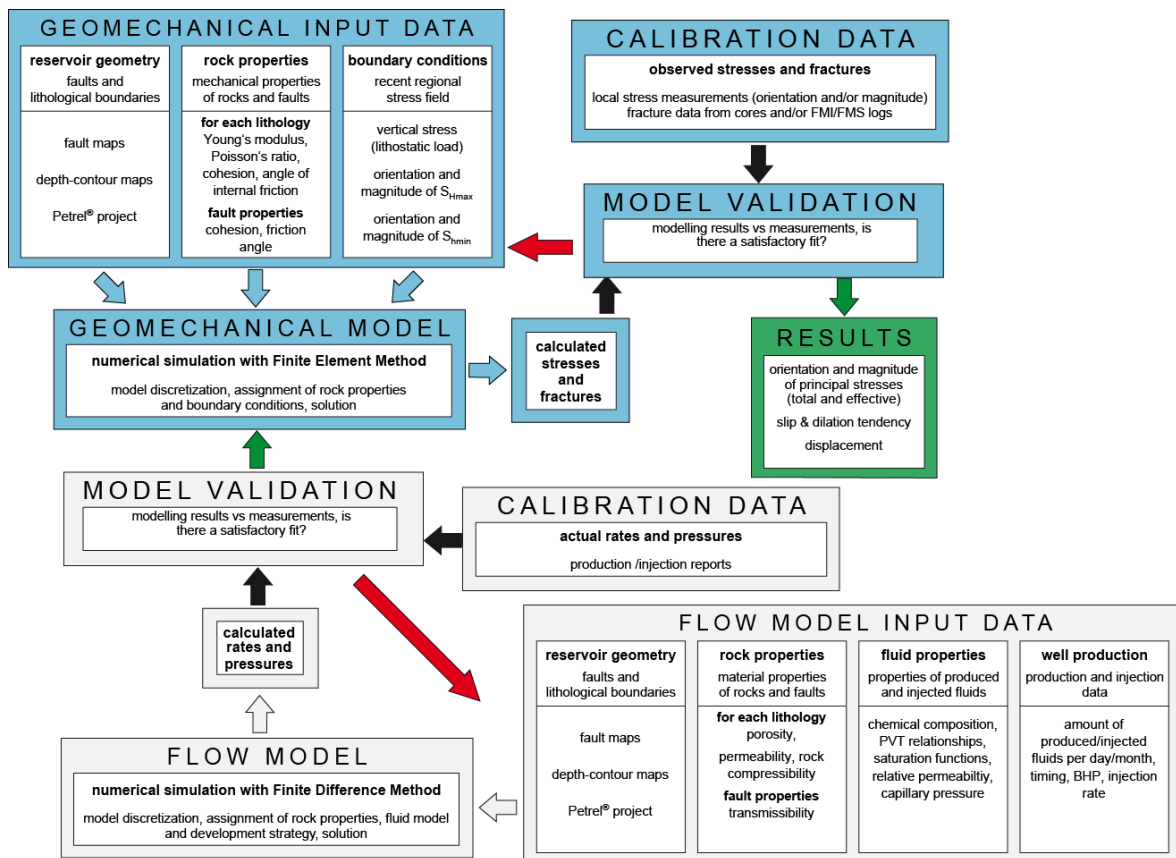 GEOMECHANICAL INPUT DATA
reservoir geometry
faults and
lithological boundaries
fault maps
depth-contour maps
Petrel® project
rock properties
mechanical properties
of rocks and faults
for each lithology
Young‘s modulus,
Poisson‘s ratio,
cohesion, angle of
internal friction
fault properties
cohesion, friction
angle
boundary conditions
recent regional
stress field
vertical stress
(lithostatic load)
orientation and
magnitude of SHmax
orientation and
magnitude of Shmin
CALIBRATION DATA
observed stresses and fractures
local stress measurements (orientation and/or magnitude)
fracture data from cores and/or FMI/FMS logs
MODEL VALIDATION
modelling results vs measurements, is
there a satisfactory fit?
GEOMECHANICAL MODEL
numerical simulation with Finite Element Method
model discretization, assignment of rock properties
and boundary conditions, solution
calculated
stresses
and
fractures
RESULTS
orientation and magnitude
of principal stresses
(total and effective)
slip & dilation tendency
displacement
MODEL VALIDATION
modelling results vs measurements, is
there a satisfactory fit?
CALIBRATION DATA
actual rates and pressures
production /injection reports
calculated
rates and
pressures
FLOW MODEL INPUT DATA
reservoir geometry
faults and
lithological boundaries
fault maps
depth-contour maps
Petrel® project
rock properties
material properties
of rocks and faults
for each lithology
porosity,
permeability, rock
compressibility
fault properties
transmissibility
fluid properties
properties of produced
and injected fluids
chemical composition,
PVT relationships,
saturation functions,
relative permeabiltiy,
capillary pressure
well production
production and injection
data
amount of
produced/injected
fluids per day/month,
timing, BHP, injection
rate
FLOW MODEL
numerical simulation with Finite Difference Method
model discretization, assignment of rock properties, fluid model
and development strategy, solution